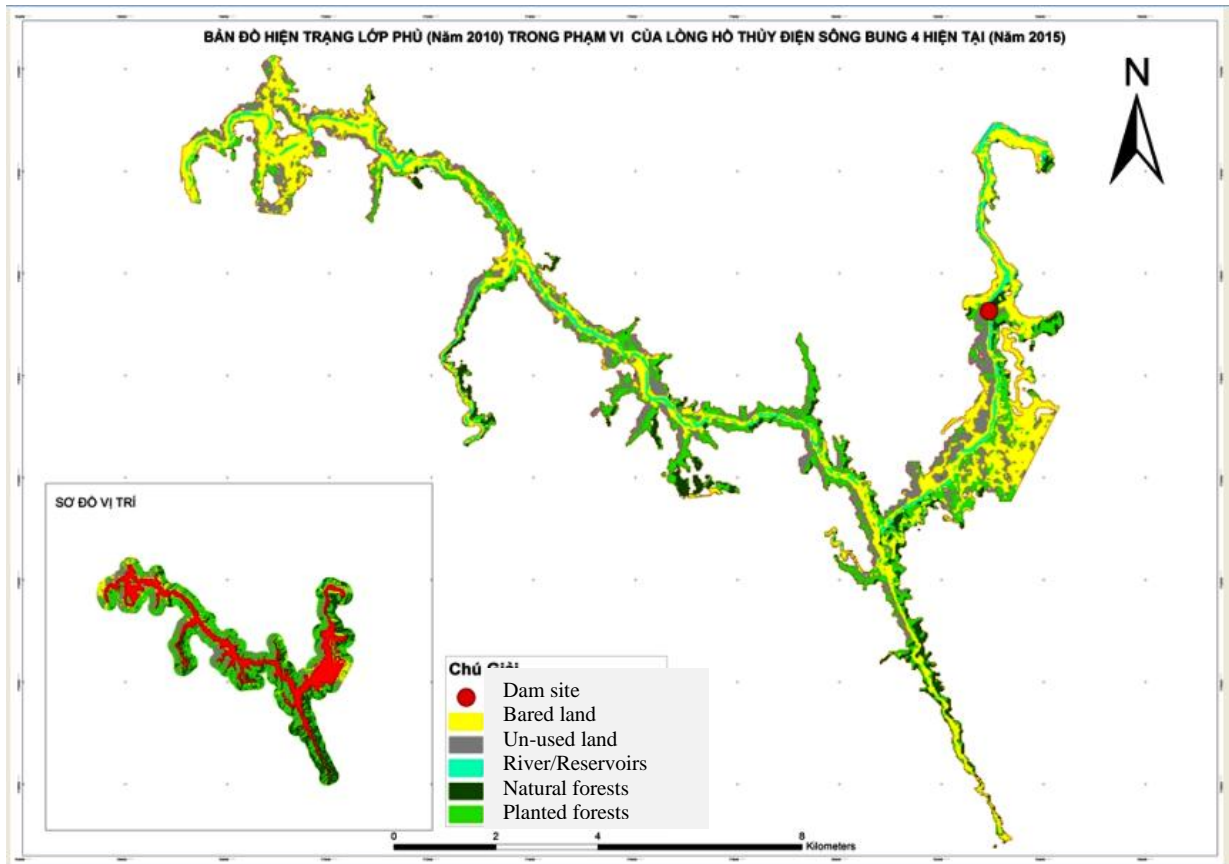 BẢN ĐỒ HIỆN TRẠNG LỚP PHỦ (Năm 2010) TRONG PHẠM VI CỦA LÒNG HỒ THỦY ĐIỆN SÔNG BUNG 4 HIỆN TẠI (Năm 2015)
N
SƠ ĐỒ VỊ TRÍ
Chú Giải
Dam site
Bared land
Un-used land
River/Reservoirs
Natural forests
Planted forests
0 2 4 8
Kilometers